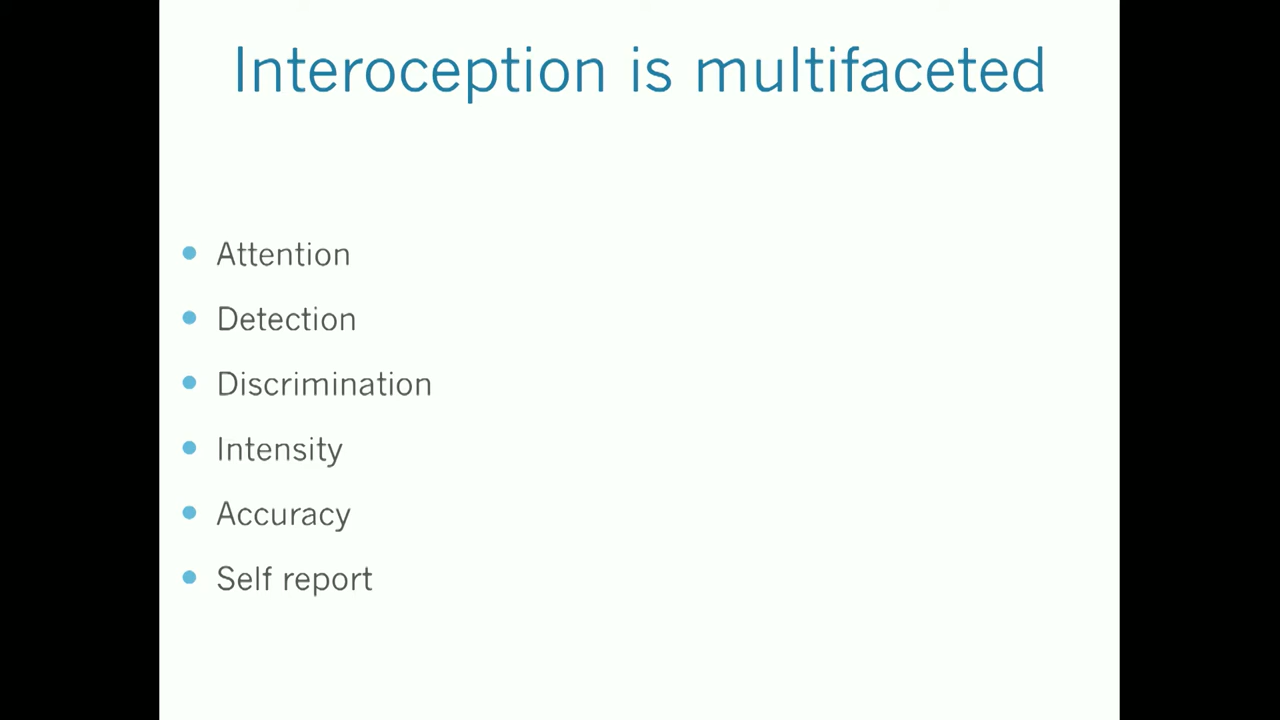 Interoception is multifaceted
Attention
Detection
Discrimination
Intensity
Accuracy
Self report